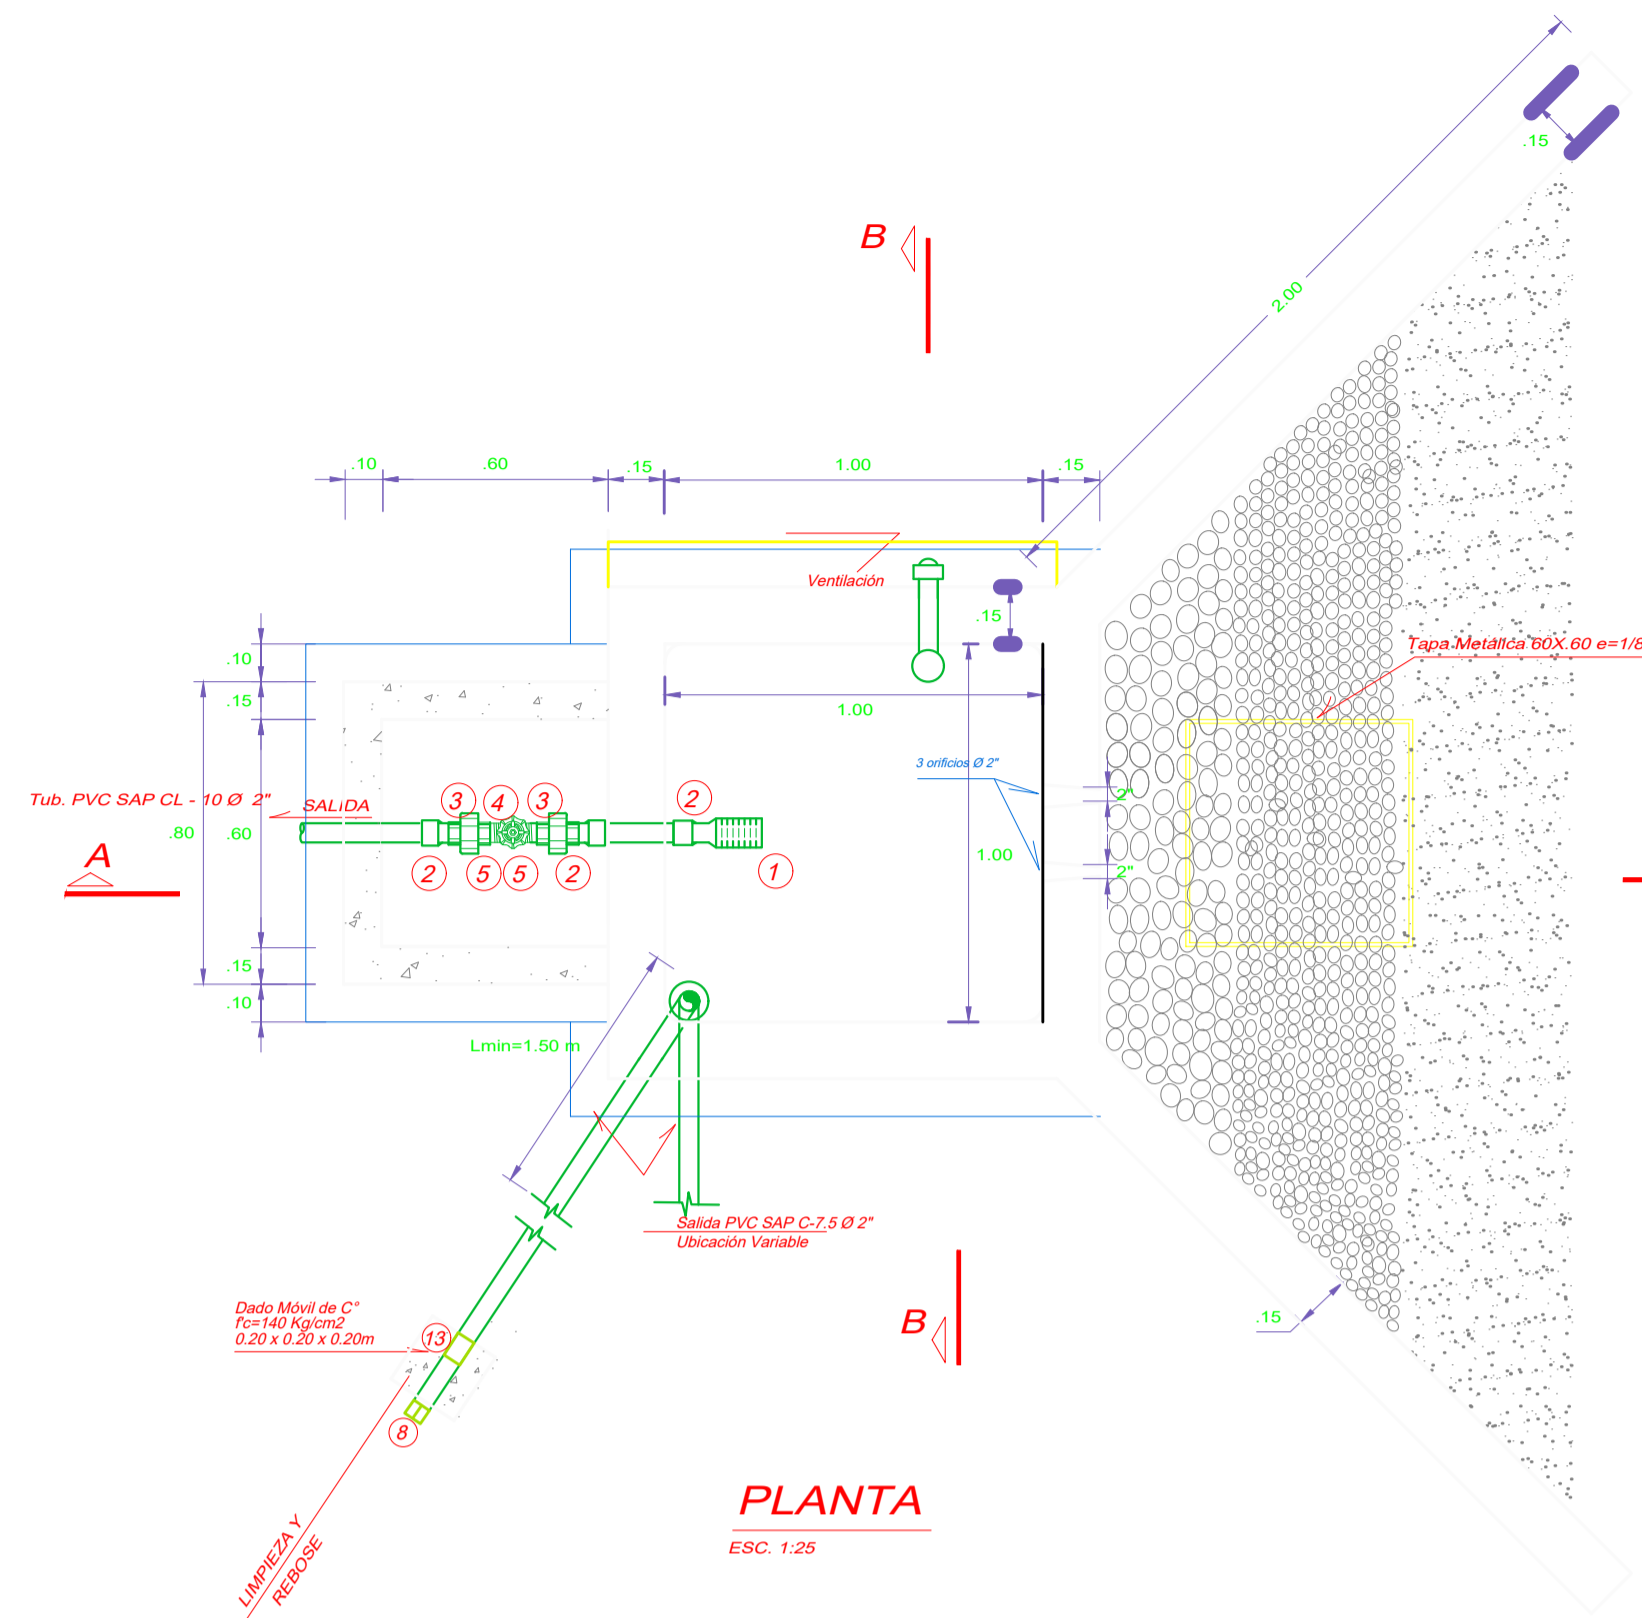 .15
B
2.00
.10
.60
.15
1.00
.15
Ventilación
.15
Tapa Metálica 60X.60 e=1/8
.10
.15
1.00
3 orificios Ø 2"
2"
Tub. PVC SAP CL - 10 Ø 2"
SALIDA
3
4
3
2
.80
.60
1.00
A
2
5
5
2
1
2"
.15
.10
Lmin=1.50 m
Salida PVC SAP C-7.5 Ø 2"
Ubicación Variable
Dado Móvil de C°
f'c=140 Kg/cm2
0.20 x 0.20 x 0.20m
13
B
.15
8
LIMPIEZA Y
REBOSE
PLANTA
ESC. 1:25